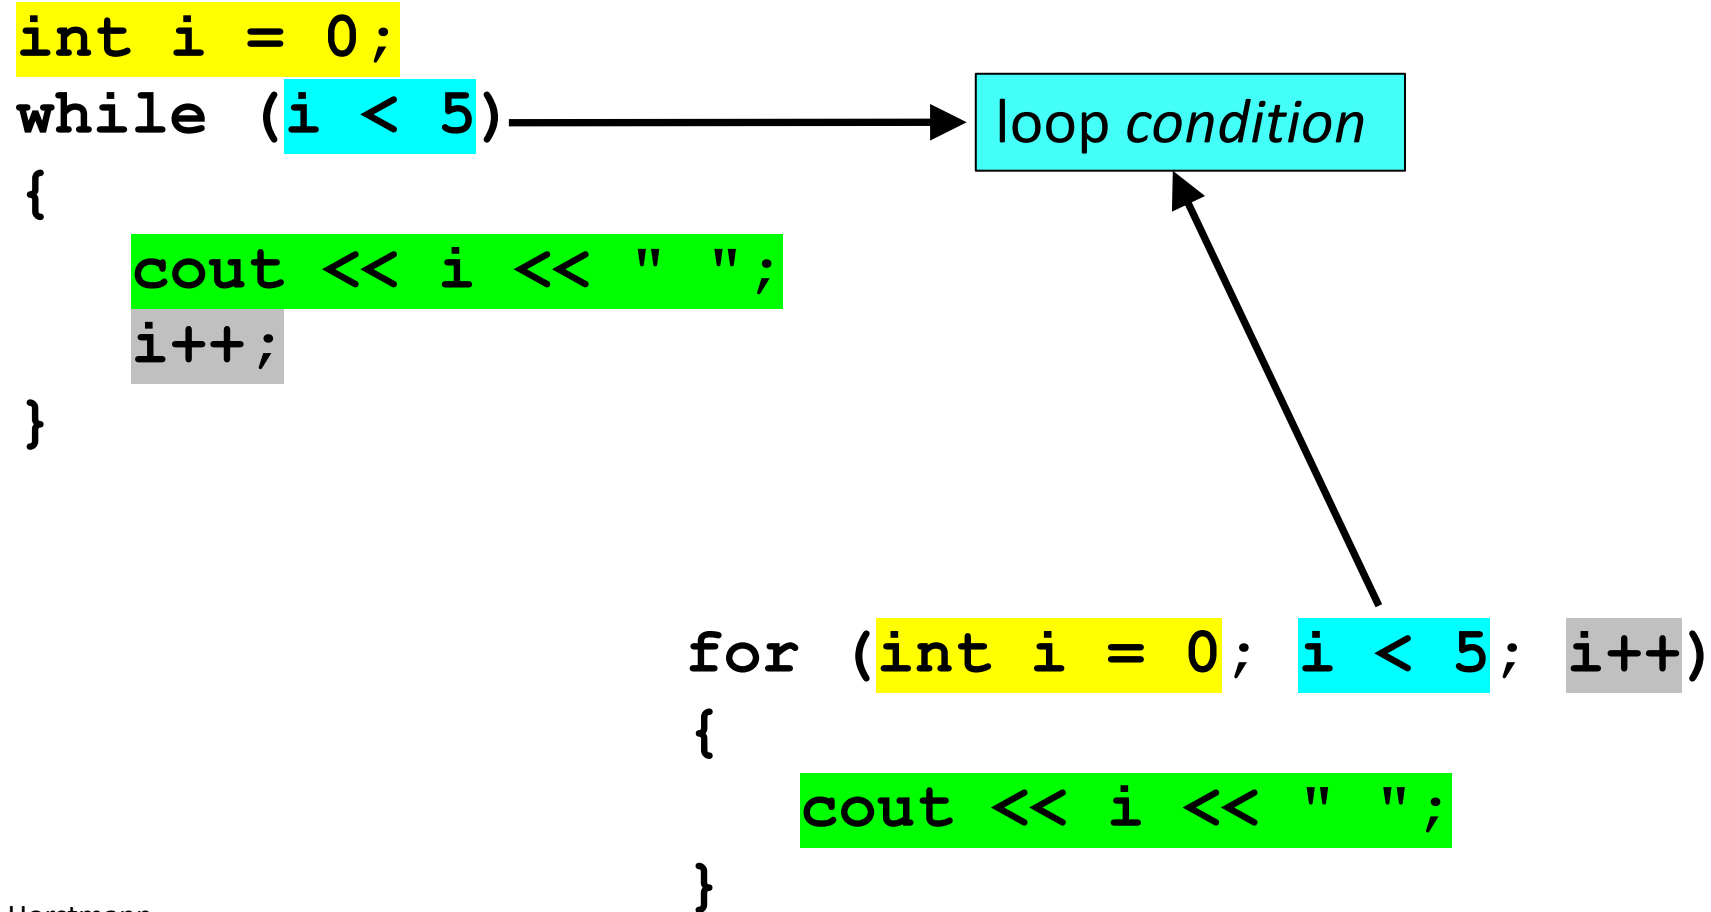 int i = 0;
while (i < 5)
loop condition
{
cout << i << " ";
i++;
}
for (int i = 0; i < 5; i++)
{
cout << i << " ";
}